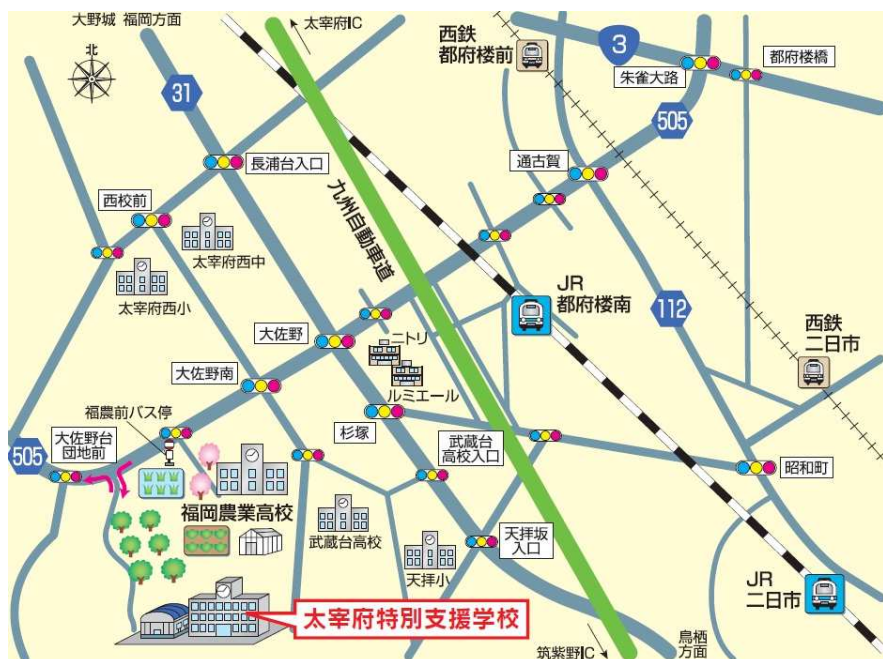 大野城 福岡方面
太宰府IC
北
31
西鉄
都府楼前
3
都府楼橋
朱雀大路
505
長浦台入口
通古賀
西校前
九州自動車道
太宰府西中
太宰府西小
JR
都府楼南
112
大佐野
ニトリ
西鉄
二日市
大佐野南
ルミエール
福農前バス停
杉塚
大佐野台
団地前
505
武蔵台
高校入口
昭和町
福岡農業高校
武蔵台高校
天拝小
天拝坂
入口
JR
二日市
太宰府特別支援学校
筑紫野IC
鳥栖
方面